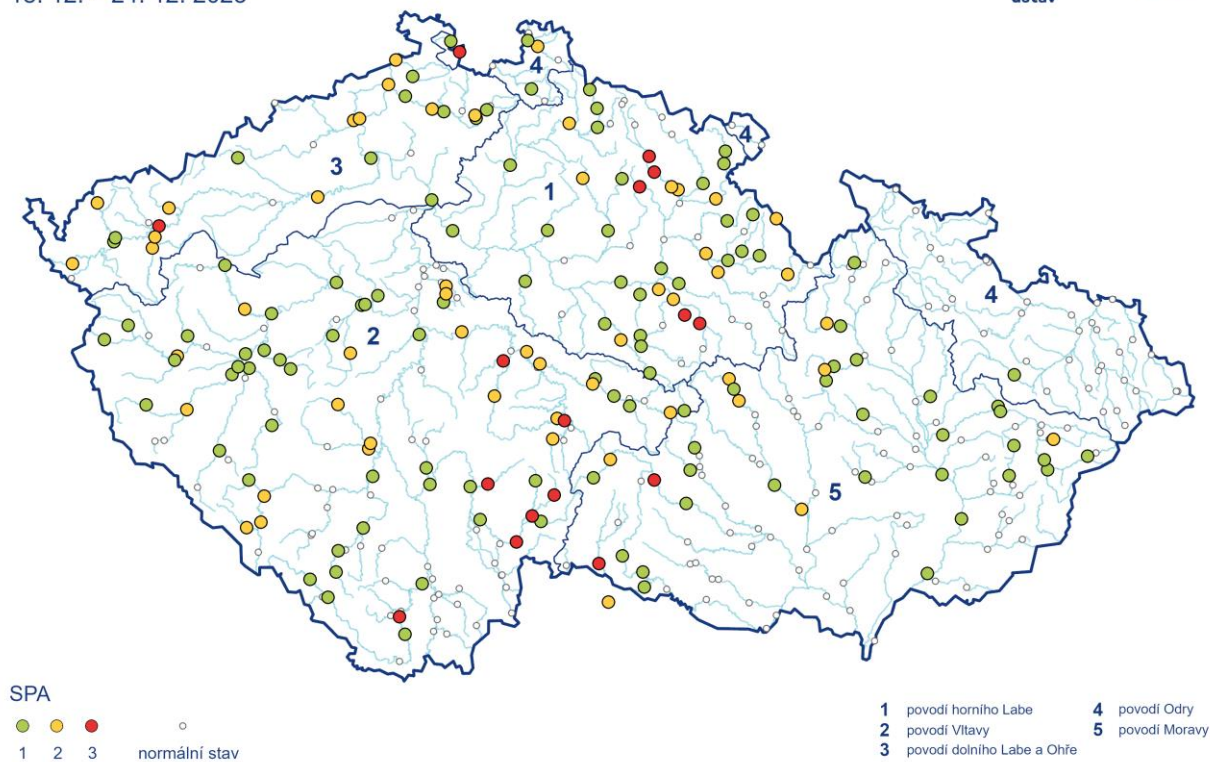 ústav
4
4
3
1
4
2
5
SPA
1 2 3 normální stav
1 povodí horního Labe
2 povodí Vltavy
3 povodí dolního Labe a Ohře
4 povodí Odry
5 povodí Moravy